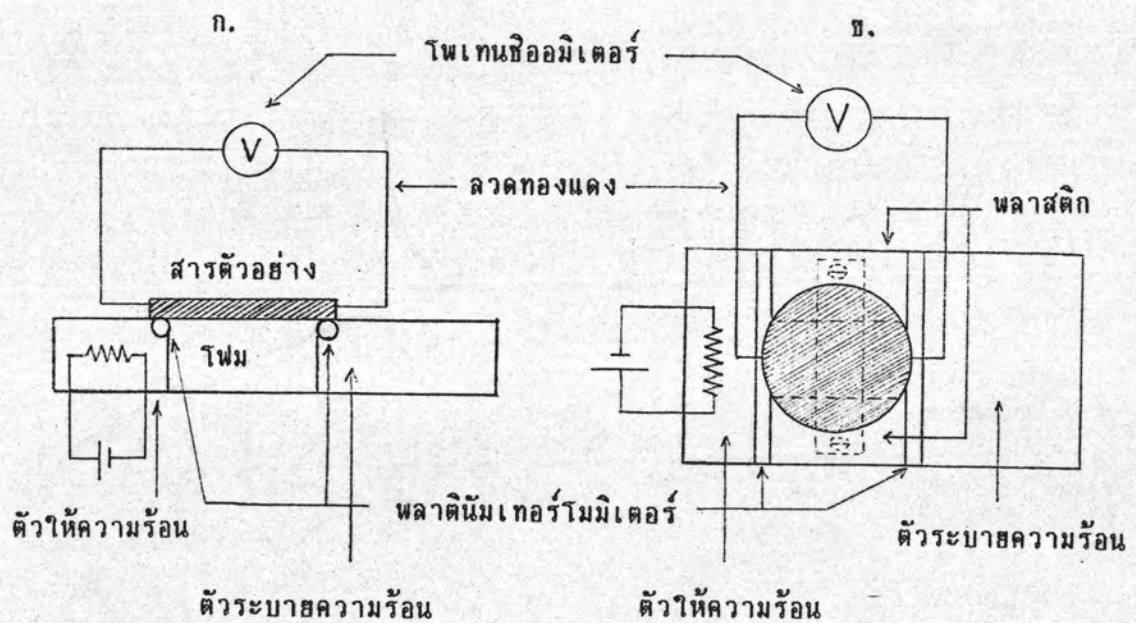 ก.
ข.
โพเทนชิออมิเตอร์
V
V
ลวดทองแดง
พลาสติก
สารตัวอย่าง
โฟม
พลาตินัมเทอร์โมมิเตอร์
ตัวให้ความร้อน
ตัวระบายความร้อน
ตัวระบายความร้อน
ตัวให้ความร้อน